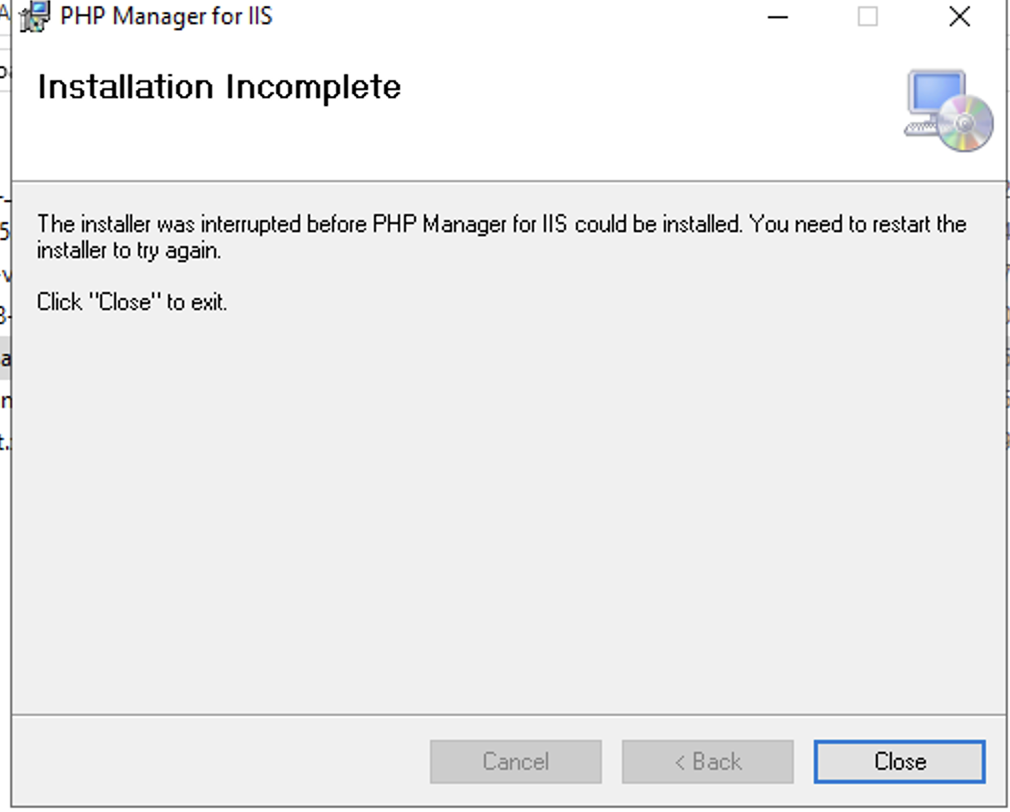 PHP Manager for IIS
Installation Incomplete
The installer was interrupted before PHP Manager for IIS could be installed. You need to restart the
installer to try again.
Click "Close" to exit.
Cancel
< Back
Close